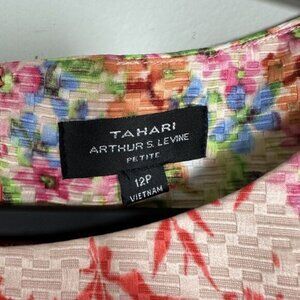 TAHARI
ARTHUR S. LEVINE
PETITE
12P
VIETNAM